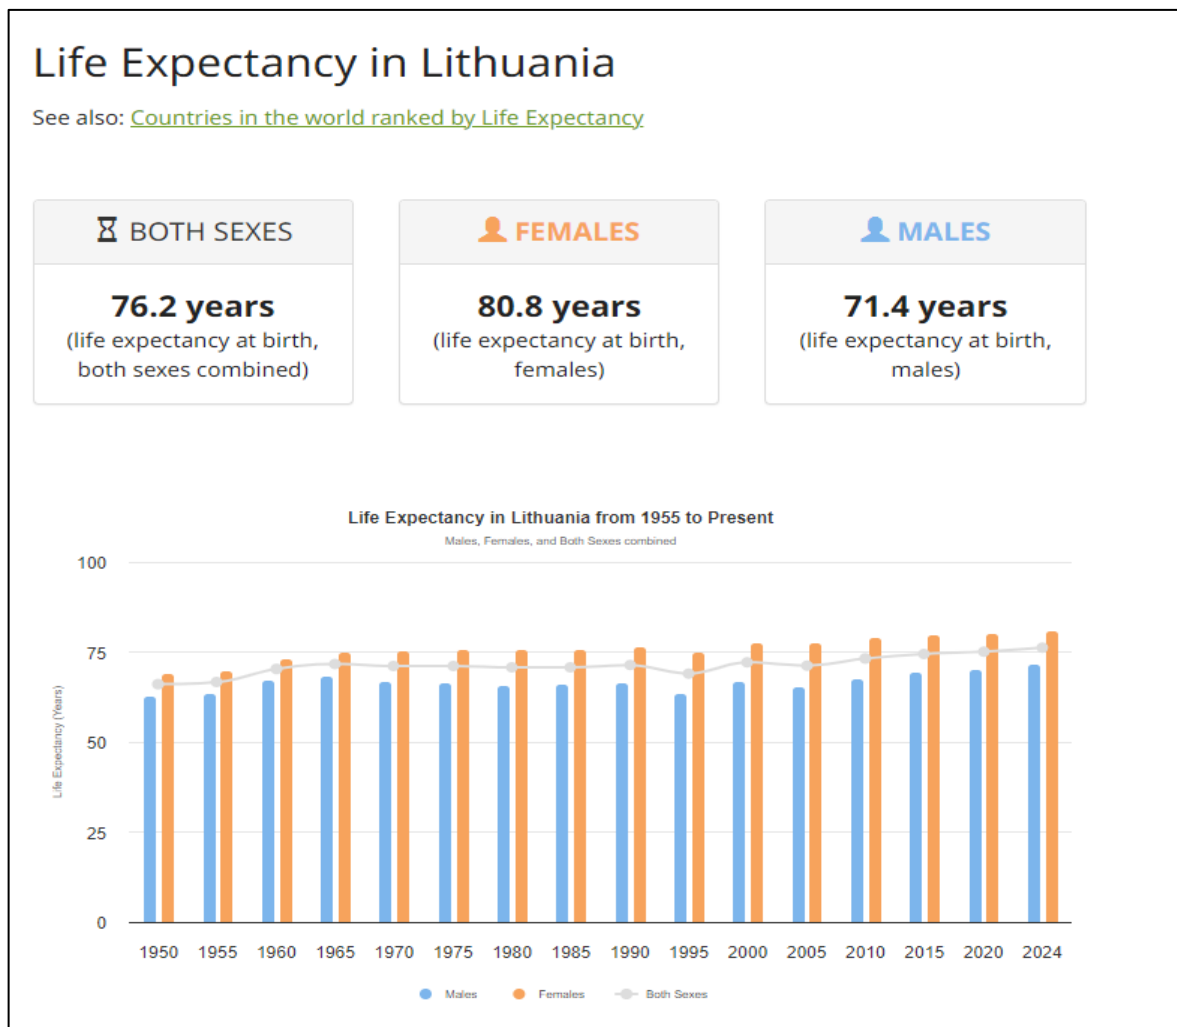 Life Expectancy in Lithuania
See also: Countries in the world ranked by Life Expectancy
BOTH SEXES
76.2 years
(life expectancy at birth,
both sexes combined)
FEMALES
80.8 years
(life expectancy at birth,
females)
MALES
71.4 years
(life expectancy at birth,
males)
Life Expectancy in Lithuania from 1955 to Present
Males, Females, and Both Sexes combined
Life Expectancy (Years)
100
75
50
25
0
1950 1955 1960 1965 1970 1975 1980 1985 1990 1995 2000 2005 2010 2015 2020 2024
Males Females Both Sexes